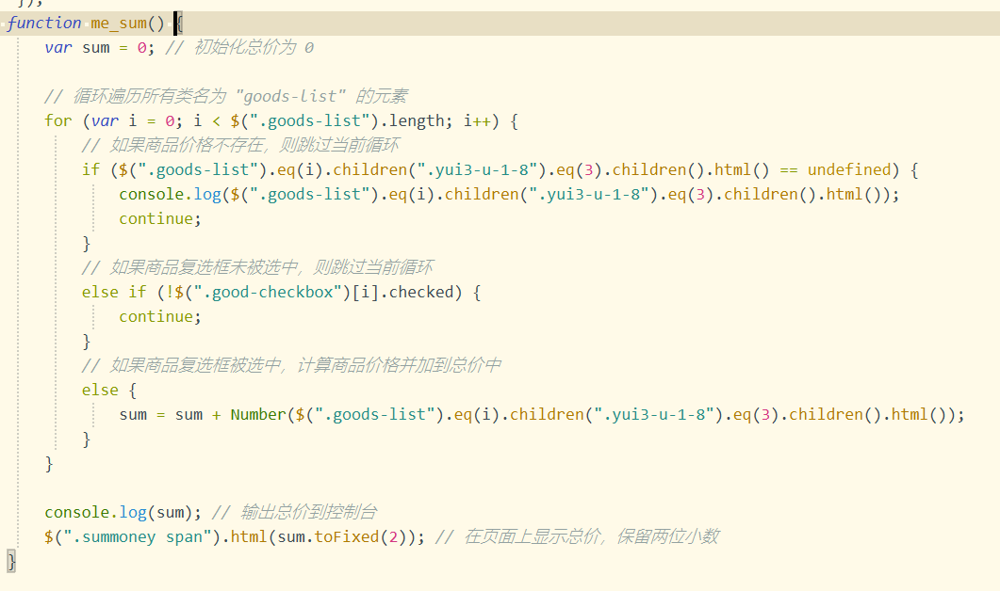 });
function me_sum() {
var sum = 0; // 初始化总价为 0
// 循环遍历所有类名为 "goods-list" 的元素
for (var i = 0; i < $(".goods-list").length; i++) {
// 如果商品价格不存在，则跳过当前循环
if ($(".goods-list").eq(i).children(".yui3-u-1-8").eq(3).children().html() == undefined) {
console.log($(".goods-list").eq(i).children(".yui3-u-1-8").eq(3).children().html());
continue;
}
// 如果商品复选框未被选中，则跳过当前循环
else if (!$(".good-checkbox")[i].checked) {
continue;
}
// 如果商品复选框被选中，计算商品价格并加到总价中
else {
sum = sum + Number($(".goods-list").eq(i).children(".yui3-u-1-8").eq(3).children().html());
}
}
console.log(sum); // 输出总价到控制台
$(".summoney span").html(sum.toFixed(2)); // 在页面上显示总价，保留两位小数
}